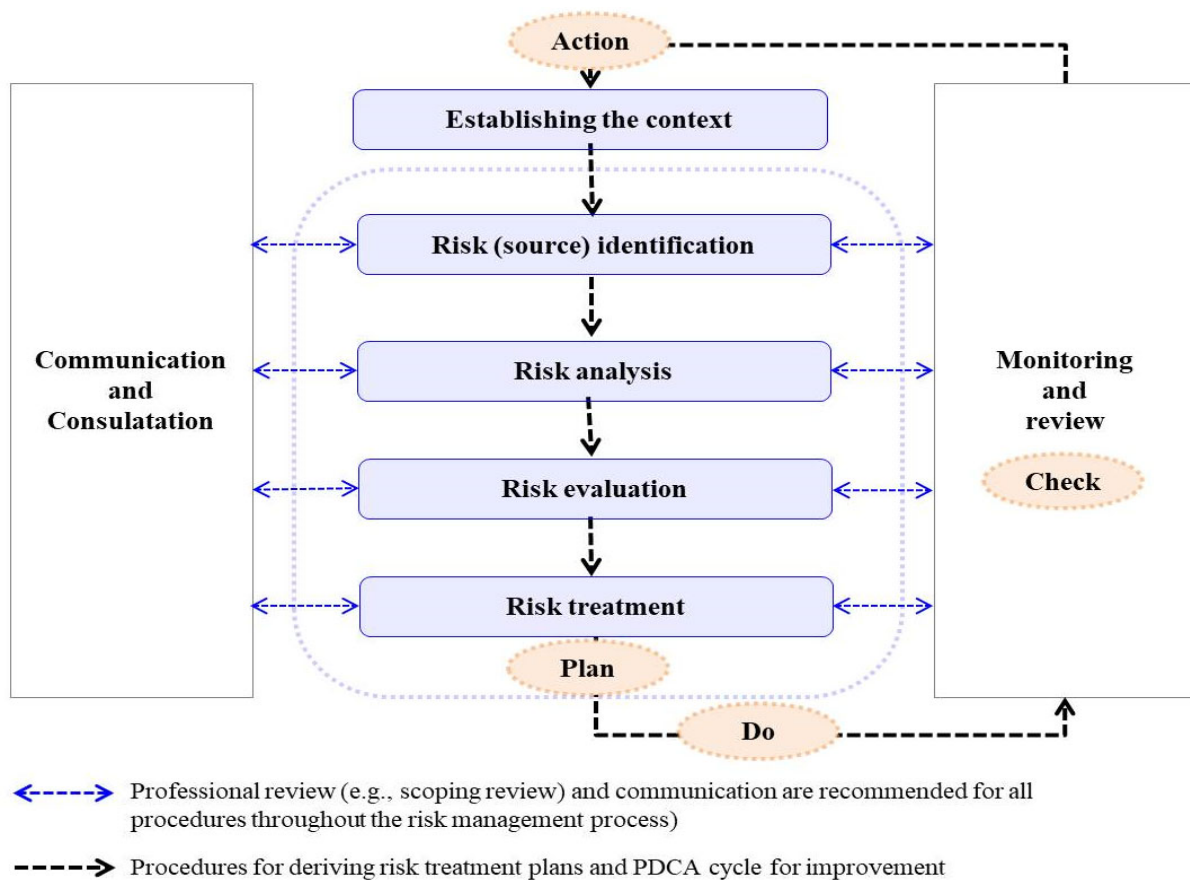 Action
Establishing the context
Risk (source) identification
Communication
and
Consulatation
Risk analysis
Monitoring
and
review
Risk evaluation
Check
Risk treatment
Plan
Do
Professional review (e.g., scoping review) and communication are recommended for all
procedures throughout the risk management process)
Procedures for deriving risk treatment plans and PDCA cycle for improvement